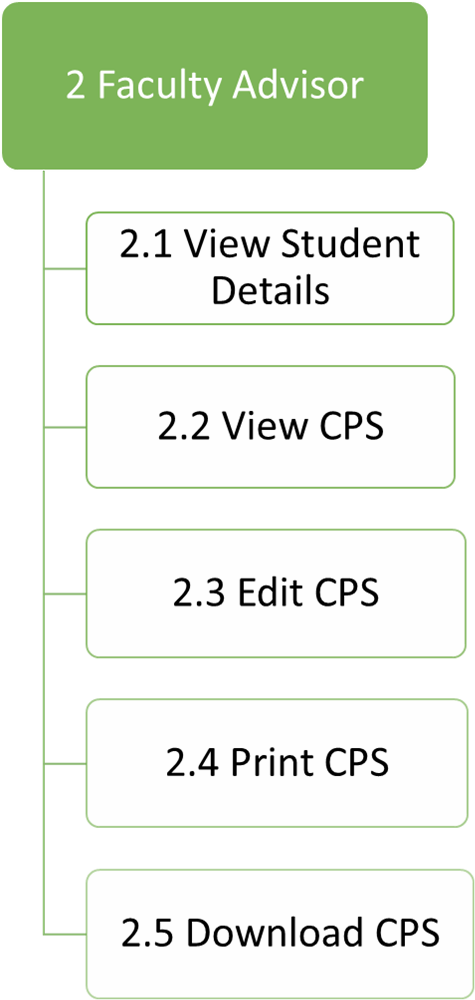 2 Faculty Advisor
2.1 View Student
Details
2.2 View CPS
2.3 Edit CPS
2.4 Print CPS
2.5 Download CPS